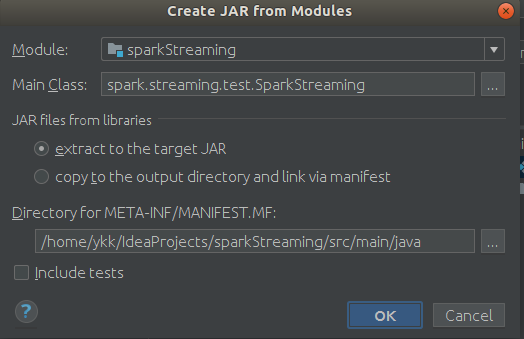 Create JAR from Modules
Module: sparkStreaming
Main Class: spark.streaming.test.SparkStreaming ...
JAR files from libraries
extract to the target JAR
copy to the output directory and link via manifest
Directory for META-INF/MANIFEST.MF:
/home/ykk/IdeaProjects/sparkStreaming/src/main/java ...
Include tests
? OK Cancel